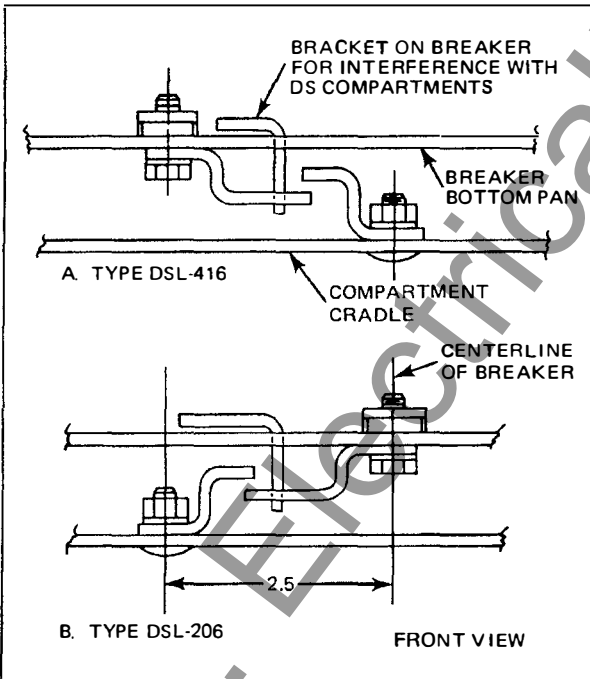 BRACKET ON BREAKER
FOR INTERFERENCE WITH
DS COMPARTMENTS
BREAKER
BOTTOM PAN
A. TYPE DSL-416
COMPARTMENT
CRADLE
CENTERLINE
OF BREAKER
2.5
B. TYPE DSL-206
FRONT VIEW
Electrical